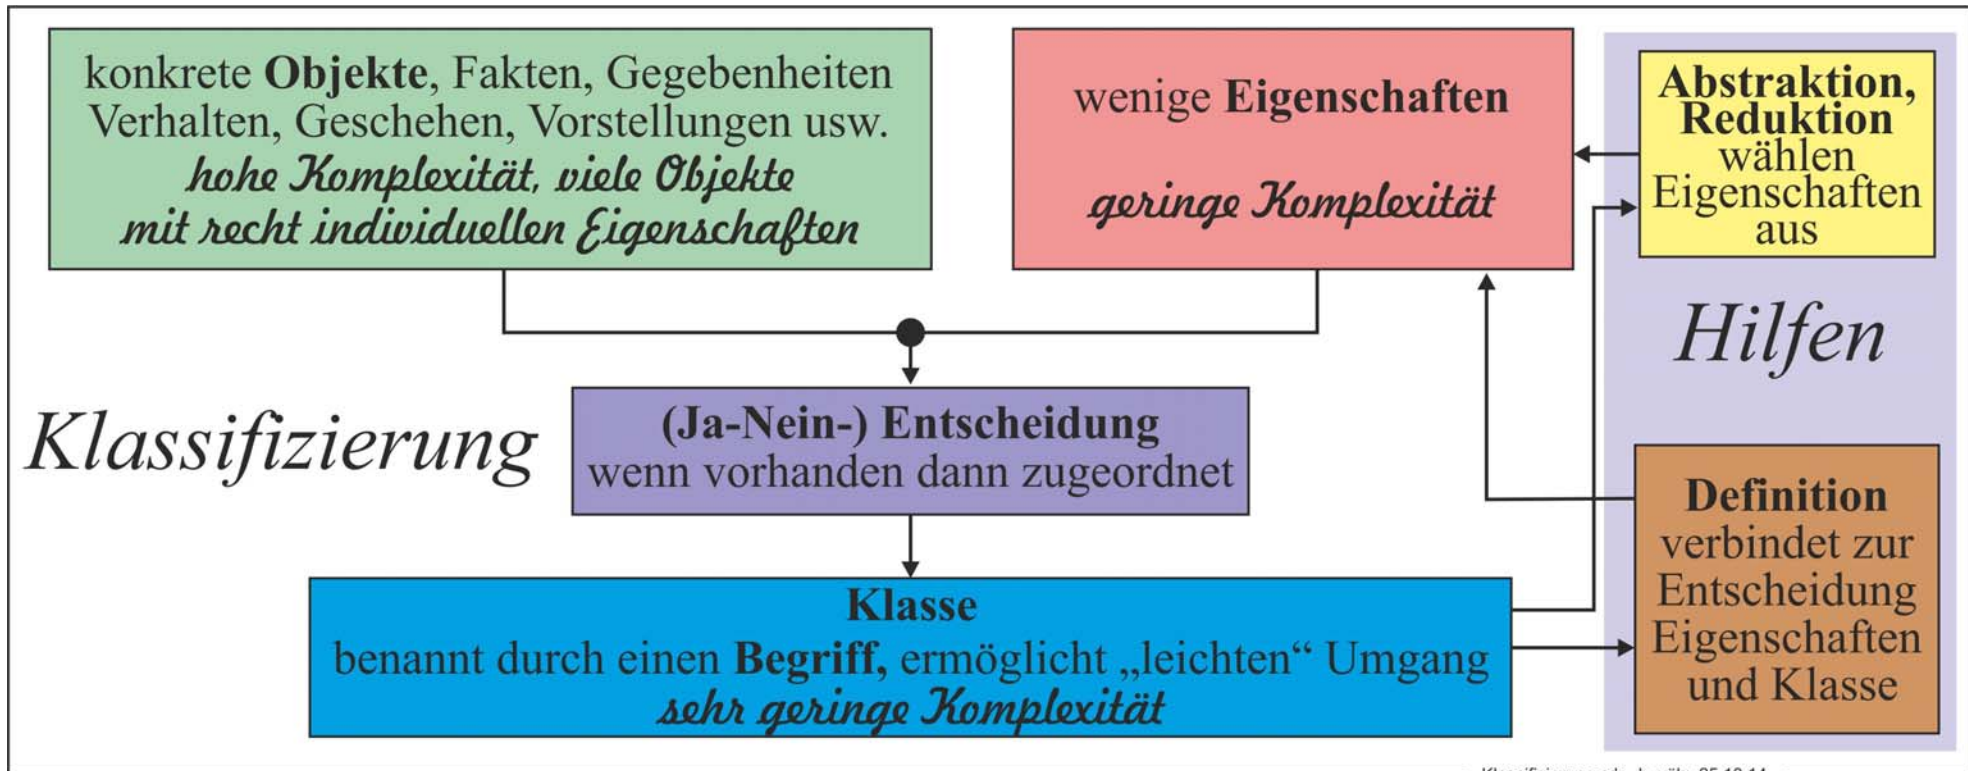 konkrete Objekte, Fakten, Gegebenheiten
Verhalten, Geschehen, Vorstellungen usw.
hohe Komplexität, viele Objekte
mit recht individuellen Eigenschaften
wenige Eigenschaften
geringe Komplexität
Abstraktion,
Reduktion
wählen
Eigenschaften
aus
Hilfen
Klassifizierung
(Ja-Nein-) Entscheidung
wenn vorhanden dann zugeordnet
Definition
verbindet zur
Entscheidung
Eigenschaften
und Klasse
Klasse
benannt durch einen Begriff, ermöglicht „leichten“ Umgang
sehr geringe Komplexität